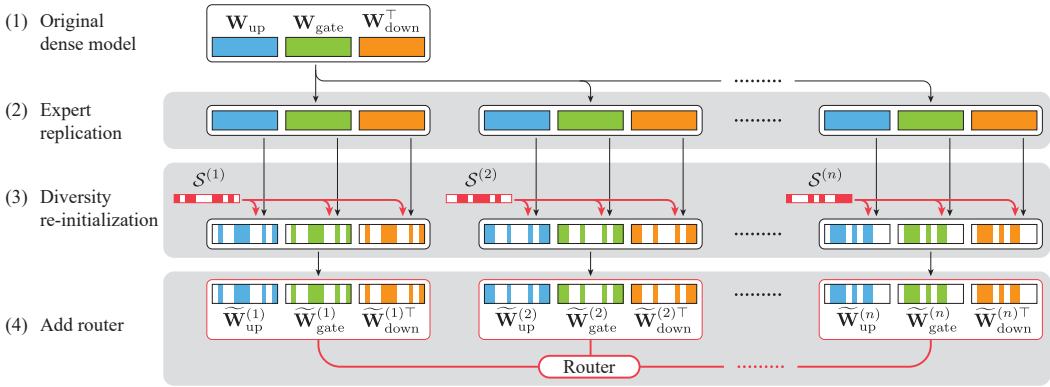 (1) Original
dense model
W_up W_gate W_down^⊤
(2) Expert
replication
(3) Diversity
re-initialization
S^(1) S^(2) S^(n)
(4) Add router
W̃_up^(1) W̃_gate^(1) W̃_down^(1)⊤ W̃_up^(2) W̃_gate^(2) W̃_down^(2)⊤ W̃_up^(n) W̃_gate^(n) W̃_down^(n)⊤
Router